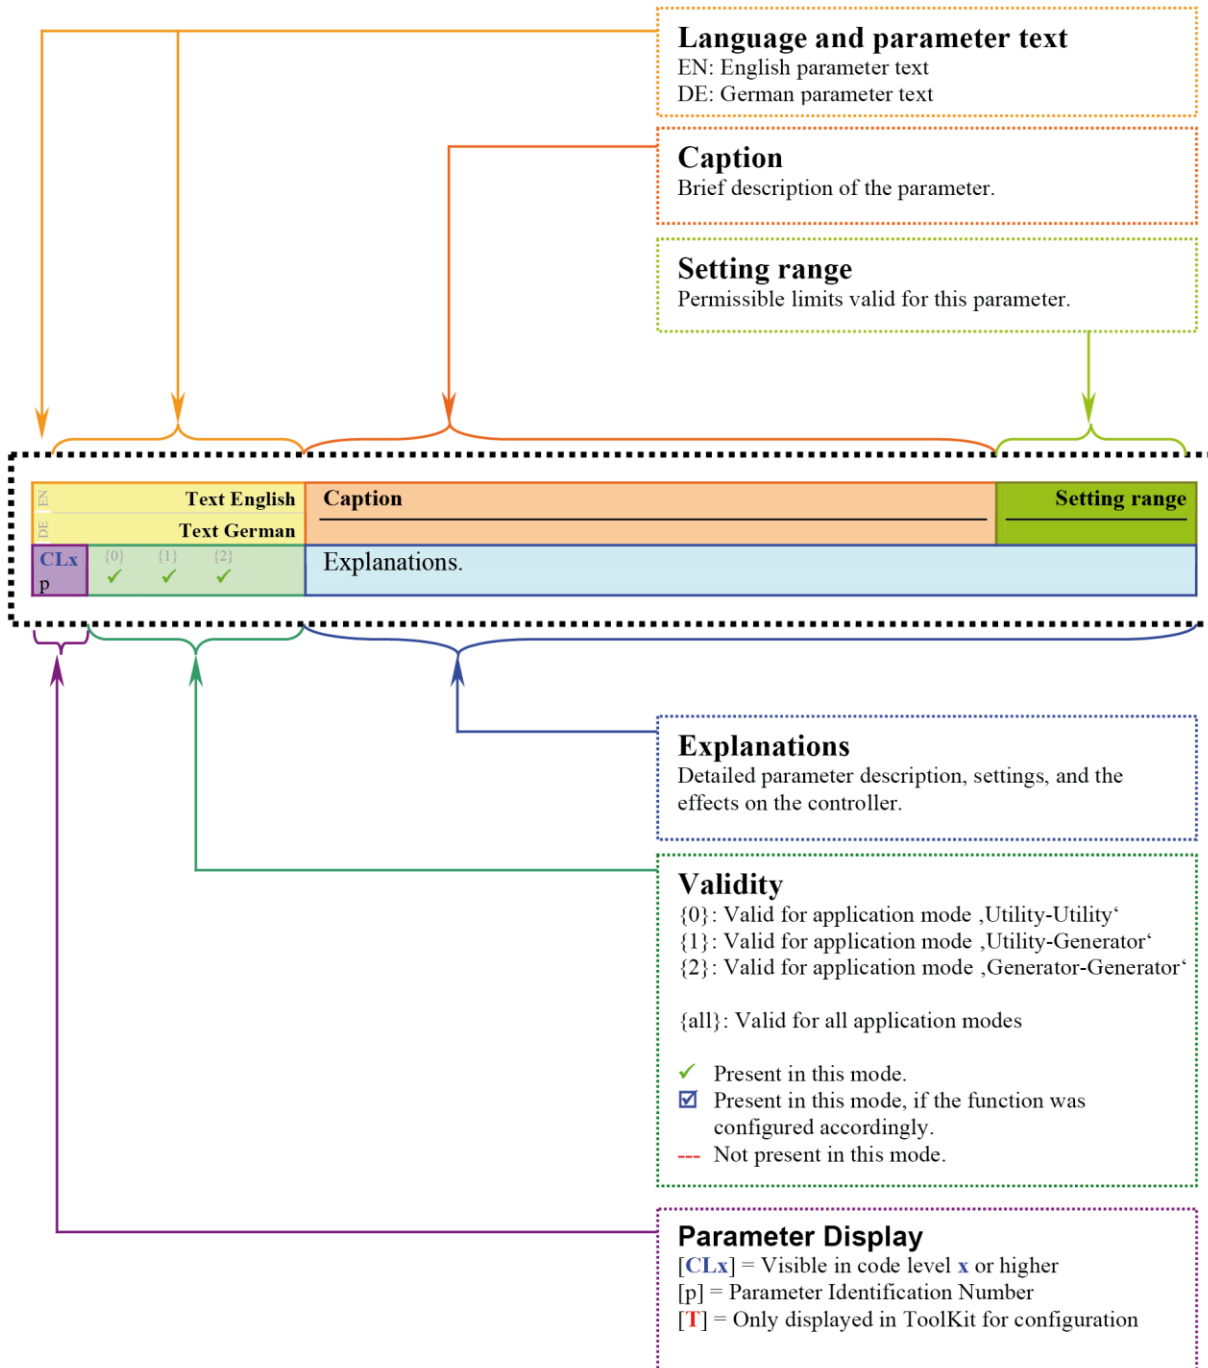 Language and parameter text
EN: English parameter text
DE: German parameter text
Caption
Brief description of the parameter.
Setting range
Permissible limits valid for this parameter.
EN
Text English
Caption
Setting range
DE
Text German
CLx
{0} {1} {2}
p
✓ ✓ ✓
Explanations.
Explanations
Detailed parameter description, settings, and the
effects on the controller.
Validity
{0}: Valid for application mode ‚Utility-Utility‘
{1}: Valid for application mode ‚Utility-Generator‘
{2}: Valid for application mode ‚Generator-Generator‘
{all}: Valid for all application modes
✓ Present in this mode.
☑ Present in this mode, if the function was
configured accordingly.
--- Not present in this mode.
Parameter Display
[CLx] = Visible in code level x or higher
[p] = Parameter Identification Number
[T] = Only displayed in ToolKit for configuration